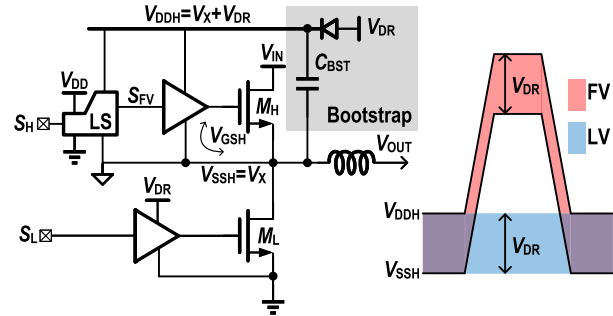 VDDH=VX+VDR
VDR
VIN
CBST
VDD
SFV
MH
SH
LS
VGSH
Bootstrap
VOUT
VSSH=VX
VDR
SL
ML
VDR
FV
LV
VDDH
VDR
VSSH